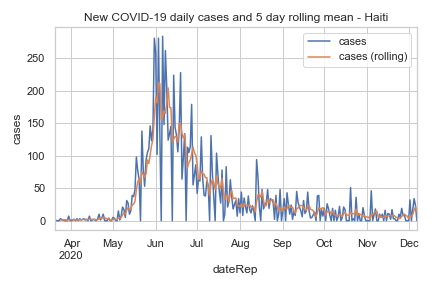 New COVID-19 daily cases and 5 day rolling mean - Haiti
cases
cases (rolling)
250
200
150
100
50
0
cases
Apr May Jun Jul Aug Sep Oct Nov Dec
2020
dateRep